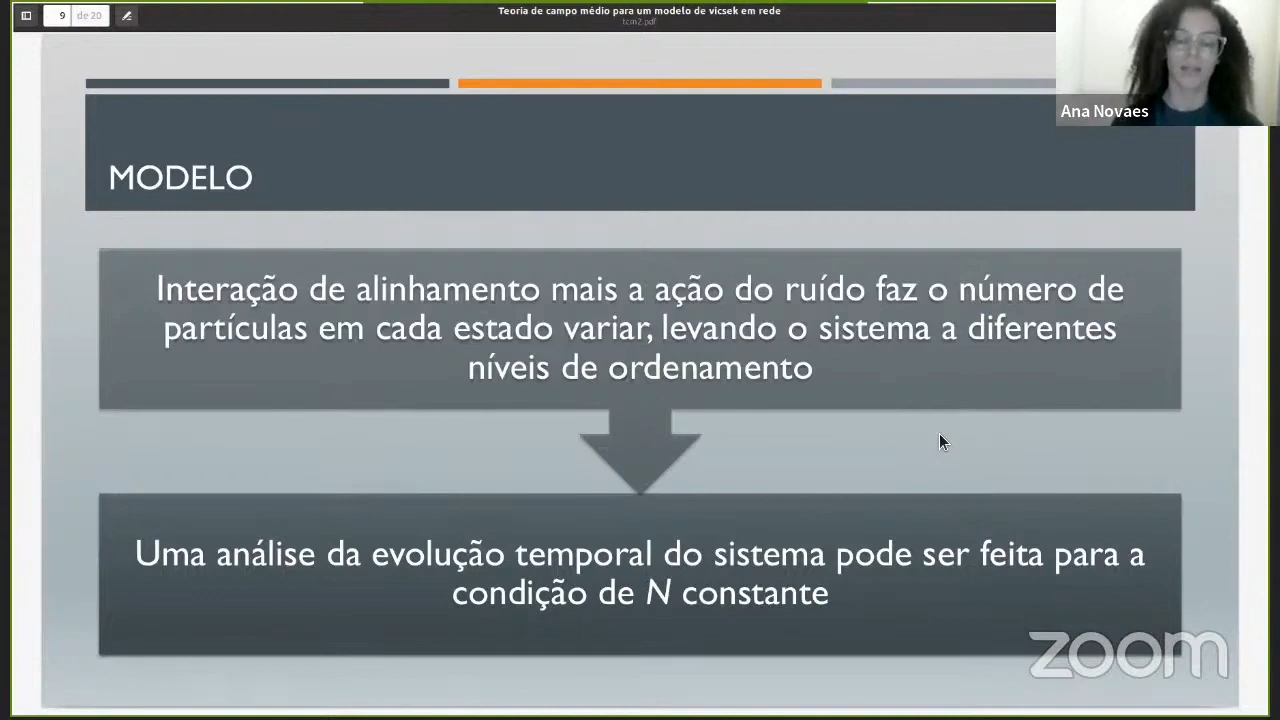 9 de 20
Teoria de campo médio para um modelo de vicsek em rede
tcm2.pdf
Ana Novaes
MODELO
Interação de alinhamento mais a ação do ruído faz o número de
partículas em cada estado variar, levando o sistema a diferentes
níveis de ordenamento
Uma análise da evolução temporal do sistema pode ser feita para a
condição de N constante
zoom